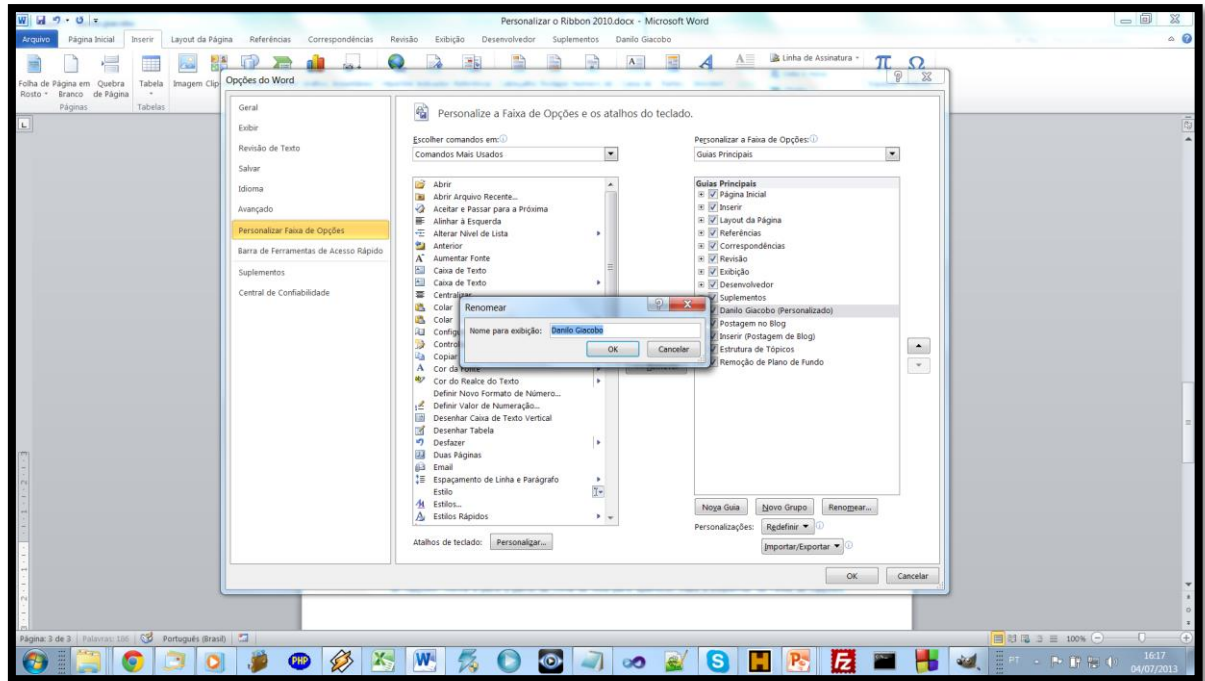 Personalizar o Ribbon 2010.docx - Microsoft Word
Arquivo Página Inicial Inserir Layout da Página Referências Correspondências Revisão Exibição Desenvolvedor Suplementos Danilo Giacobo
Linha de Assinatura
Folha de Rosto Página em Branco Quebra de Página Tabela Imagem Clip
Páginas Tabelas
Opções do Word
Geral
Exibir
Revisão de Texto
Salvar
Idioma
Avançado
Personalizar Faixa de Opções
Barra de Ferramentas de Acesso Rápido
Suplementos
Central de Confiabilidade
Personalize a Faixa de Opções e os atalhos do teclado.
Escolher comandos em:
Comandos Mais Usados
Abrir
Abrir Arquivo Recente...
Aceitar e Passar para a Próxima
Alinhar à Esquerda
Alterar Nível de Lista
Anterior
Aumentar Fonte
Caixa de Texto
Caixa de Texto
Centralizar
Colar
Colar
Config
Control
Copiar
Cor da Fonte
Cor do Realce do Texto
Definir Novo Formato de Número...
Definir Valor de Numeração...
Desenhar Caixa de Texto Vertical
Desenhar Tabela
Desfazer
Duas Páginas
Email
Espaçamento de Linha e Parágrafo
Estilo
Estilos...
Estilos Rápidos
Atalhos de teclado: Personalizar...
Renomear
Nome para exibição: Danilo Giacobo
OK Cancelar
Personalizar a Faixa de Opções:
Guias Principais
Guias Principais
Página Inicial
Inserir
Layout da Página
Referências
Correspondências
Revisão
Exibição
Desenvolvedor
Suplementos
Danilo Giacobo (Personalizado)
Postagem no Blog
Inserir (Postagem de Blog)
Estrutura de Tópicos
Remoção de Plano de Fundo
Nova Guia Novo Grupo Renomear...
Personalizações: Redefinir
Importar/Exportar
OK Cancelar
Página: 3 de 3 Palavras: 186 Português (Brasil) 100%
PT 16:17
04/07/2013